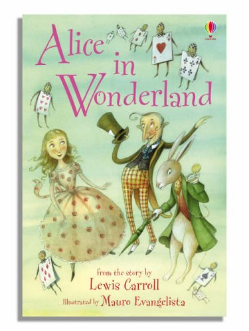 Alice in
Wonderland
from the story by
Lewis Carroll
Illustrated by Mauro Evangelista